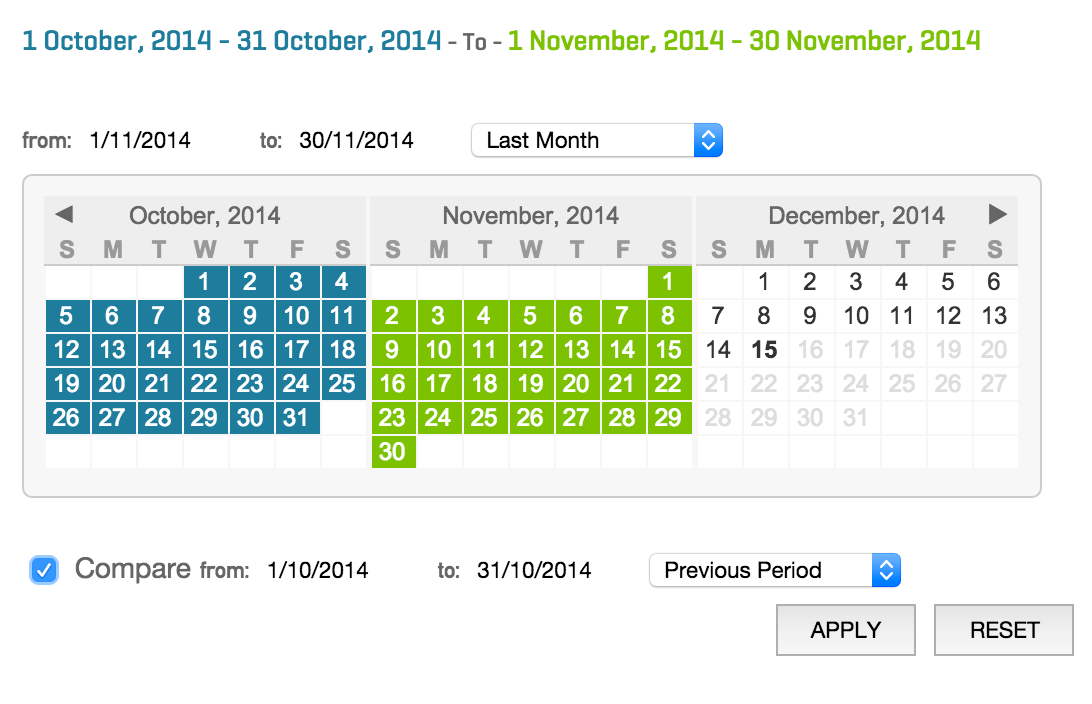 1 October, 2014 - 31 October, 2014 - To - 1 November, 2014 - 30 November, 2014
from: 1/11/2014 to: 30/11/2014 Last Month
October, 2014 November, 2014 December, 2014
S M T W T F S S M T W T F S S M T W T F S
1 2 3 4 1 1 2 3 4 5 6
5 6 7 8 9 10 11 2 3 4 5 6 7 8 7 8 9 10 11 12 13
12 13 14 15 16 17 18 9 10 11 12 13 14 15 14 15 16 17 18 19 20
19 20 21 22 23 24 25 16 17 18 19 20 21 22 21 22 23 24 25 26 27
26 27 28 29 30 31 23 24 25 26 27 28 29 28 29 30 31
30
Compare from: 1/10/2014 to: 31/10/2014 Previous Period
APPLY RESET